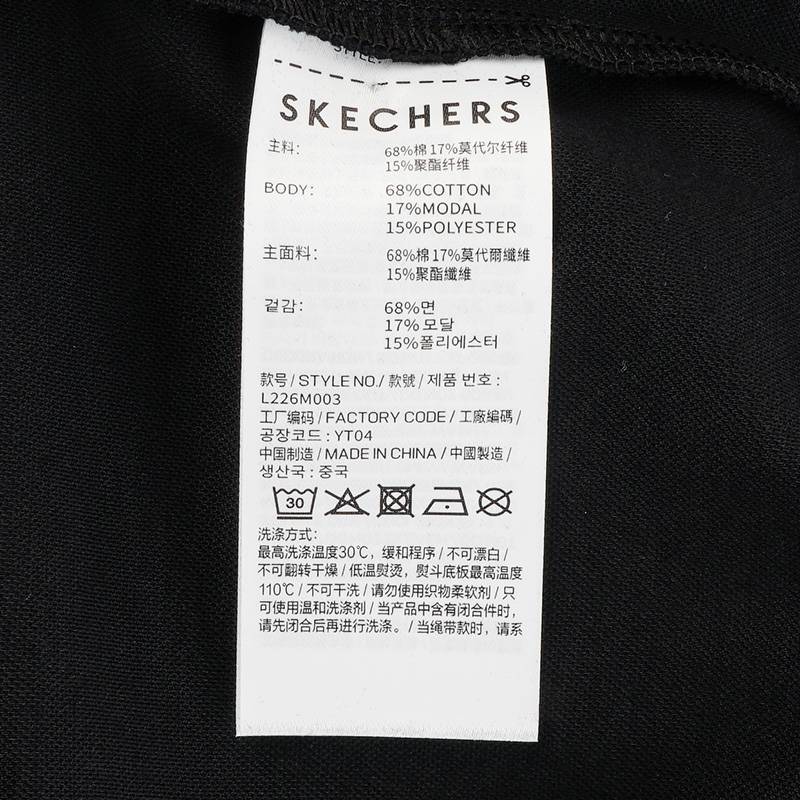 STYLE:
SKECHERS
主料: 68%棉17%莫代尔纤维
15%聚酯纤维
BODY: 68%COTTON
17%MODAL
15%POLYESTER
主面料: 68%棉17%莫代爾纖維
15%聚酯纖維
겉감: 68%면
17%모달
15%폴리에스터
款号/STYLE NO./款號/제품 번호:
L226M003
工厂编码/FACTORY CODE/工廠編碼/
공장코드:YT04
中国制造/MADE IN CHINA/中國製造/
생산국:중국
30
洗涤方式:
最高洗涤温度30℃,缓和程序/不可漂白/
不可翻转干燥/低温熨烫,熨斗底板最高温度
110℃/不可干洗/请勿使用织物柔软剂/只
可使用温和洗涤剂/当产品中含有闭合件时,
请先闭合后再进行洗涤。/当绳带款时,请系